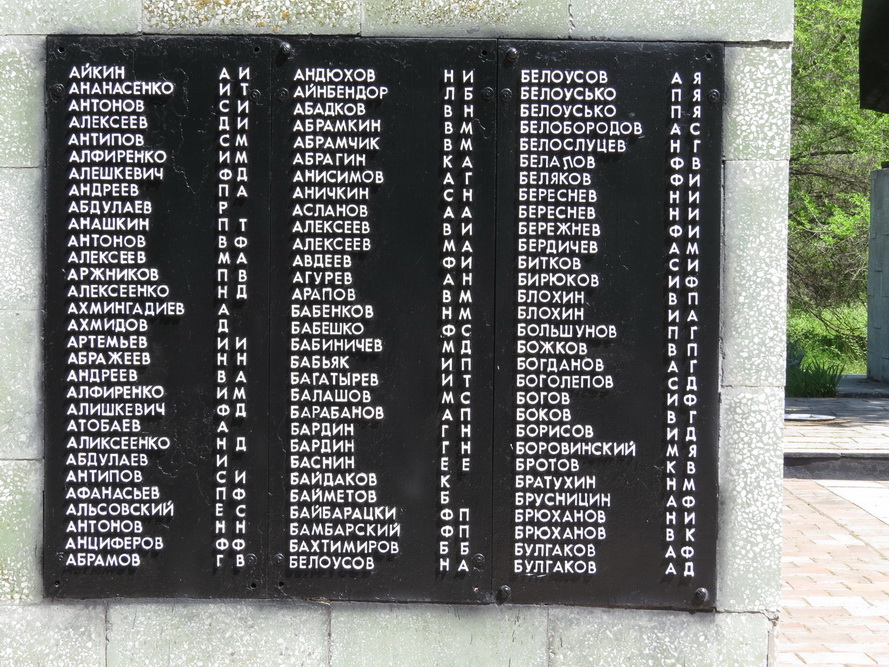 АЙКИН А И
АНАНАСЕНКО И Т
АНТОНОВ С И
АЛЕКСЕЕВ Д И
АНТИПОВ С М
АЛФИРЕНКО И М
АЛЕШКЕВИЧ Ф Д
АНДРЕЕВ П А
АБДУЛАЕВ Р
АНАШКИН П Т
АНТОНОВ В Ф
АЛЕКСЕЕВ М А
АРЖНИКОВ П В
АЛЕКСЕЕНКО Н Д
АХМИНГАДИЕВ А
АХМИДОВ Д
АРТЕМЬЕВ И Н
АБРАЖЕЕВ Н И
АНДРЕЕВ В А
АЛФИРЕНКО И М
АЛИШКЕВИЧ Ф Д
АТОБАЕВ А
АЛИКСЕЕНКО Н Д
АБДУЛАЕВ И
АНТИПОВ С И
АФАНАСЬЕВ П Ф
АЛЬСОВСКИЙ Е С
АНТОНОВ Н Н
АНЦИФЕРОВ Ф Ф
АБРАМОВ Г В
АНДЮХОВ Н И
АЙНБЕНДОР Л Б
АБАДКОВ В Н
АБРАМКИН В М
АБРАМЧИК В М
АБРАГИН К А
АНИСИМОВ А Г
АНИЧКИН С Н
АСЛАНОВ А А
АЛЕКСЕЕВ В И
АЛЕКСЕЕВ М А
АВДЕЕВ Ф И
АГУРЕВ А Н
АРАПОВ В М
БАБЕНКОВ Н М
БАБЕШКО Ф С
БАБИНИЧЕВ М Д
БАБЬЯК И П
БАГАТЫРЕВ И Т
БАЛАШОВ М С
БАРАБАНОВ А П
БАРДИН Г Н
БАРДИН Г Н
БАСНИН Е Е
БАЙДАКОВ К
БАЙМЕТОВ Б
БАЙБАРАЦКИ Ф П
БАМБАРСКИЙ Ф П
БАХТИМИРОВ Б Б
БЕЛОУСОВ Н А
БЕЛОУСОВ А Я
БЕЛОУСЬКО П Я
БЕЛОУСЬКО П Я
БЕЛОБОРОДОВ А С
БЕЛОСЛУЦЕВ Н Г
БЕЛАЛОВ Ф В
БЕЛЯКОВ Ф И
БЕРЕСНЕВ Н И
БЕРЕСНЕВ Н И
БЕРЕЖНЕВ Ф И
БЕРДИЧЕВ А М
БИТКОВ С И
БИРЮКОВ И Ф
БЛОХИН В П
БЛОХИН И А
БОЛЬШУНОВ П Г
БОЖКОВ В П
БОГДАНОВ А Г
БОГОЛЕПОВ С Д
БОГОВ И Ф
БОКОВ В Г
БОРИСОВ И Д
БОРОВИНСКИЙ М Я
БРОТОВ К В
БРАТУХИН Н М
БРУСНИЦИН А Ф
БРЮХАНОВ Н И
БРЮХАНОВ В К
БУЛГАКОВ А Ф
БУЛГАКОВ А Д